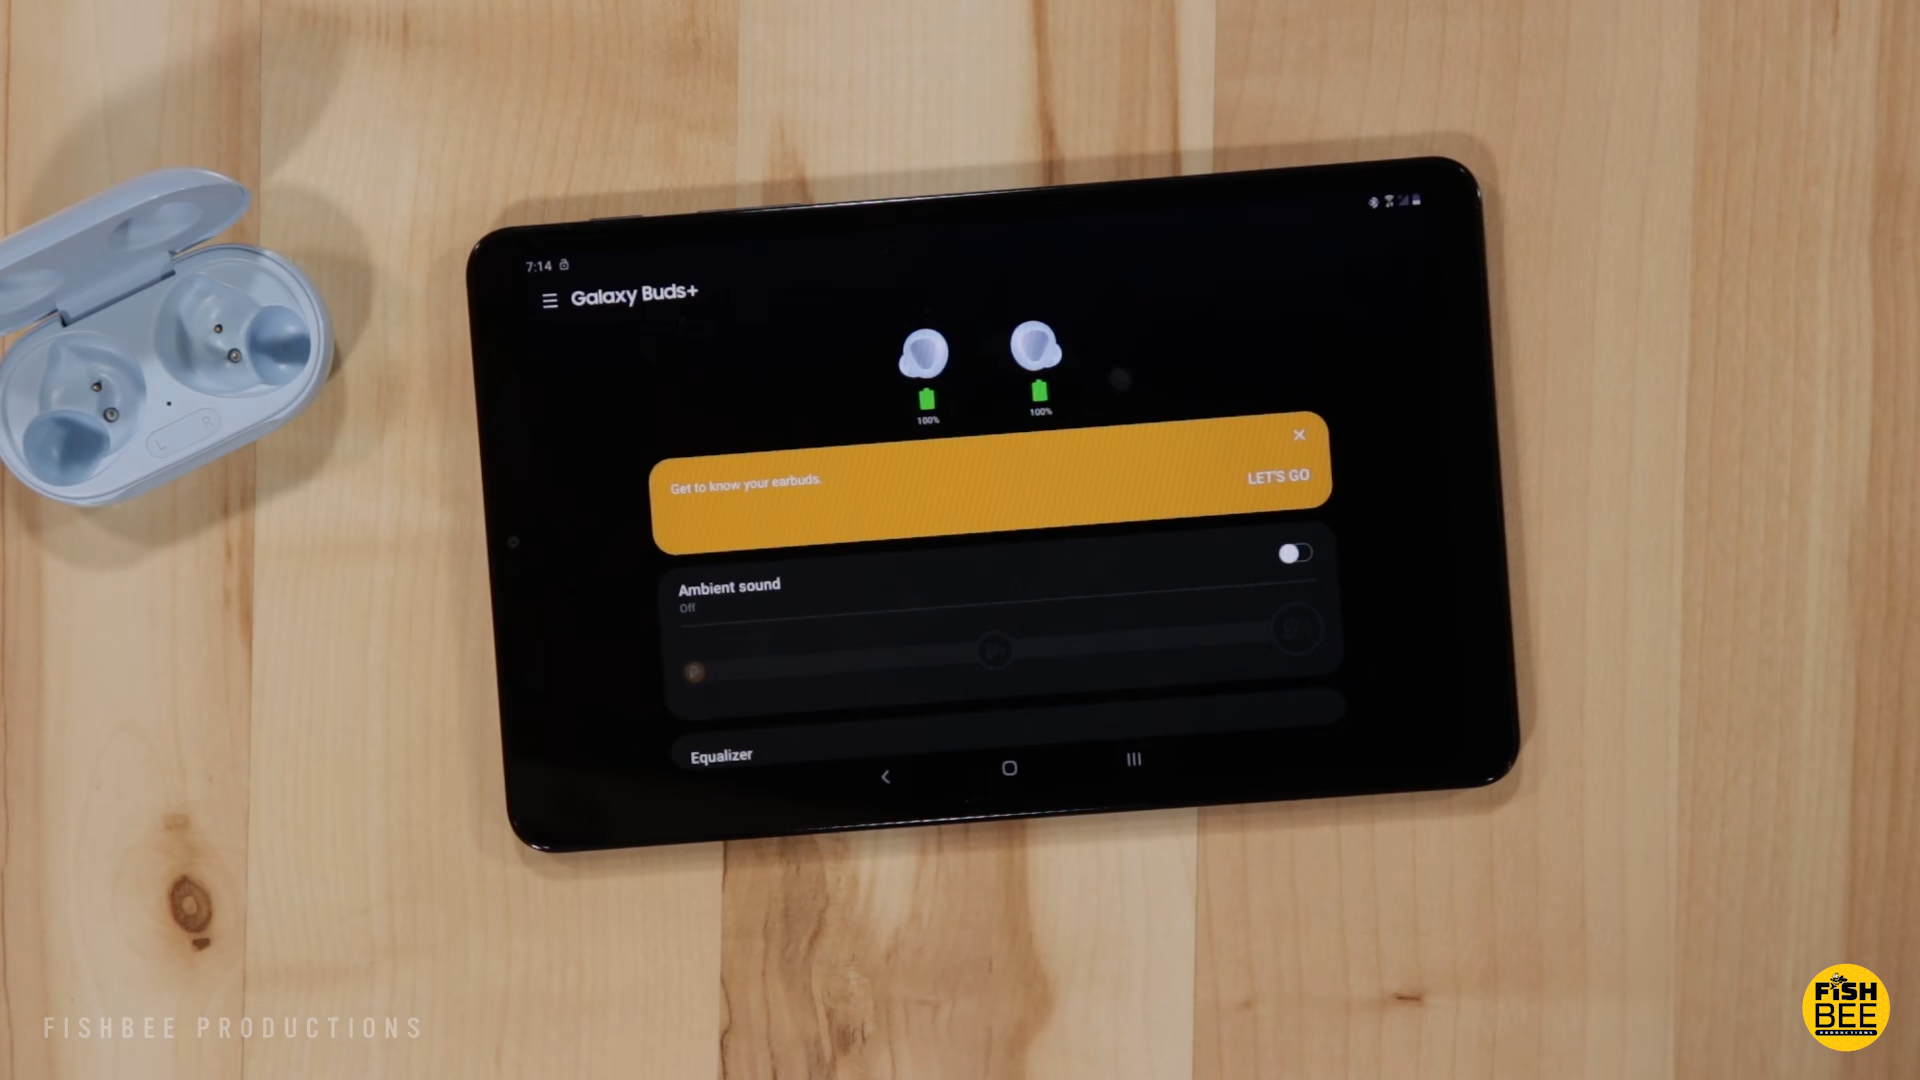 7:14
Galaxy Buds+
100%
100%
Get to know your earbuds.
LET'S GO
Ambient sound
Off
Equalizer
L
R
FISHBEE PRODUCTIONS
FiSH
BEE
PRODUCTIONS